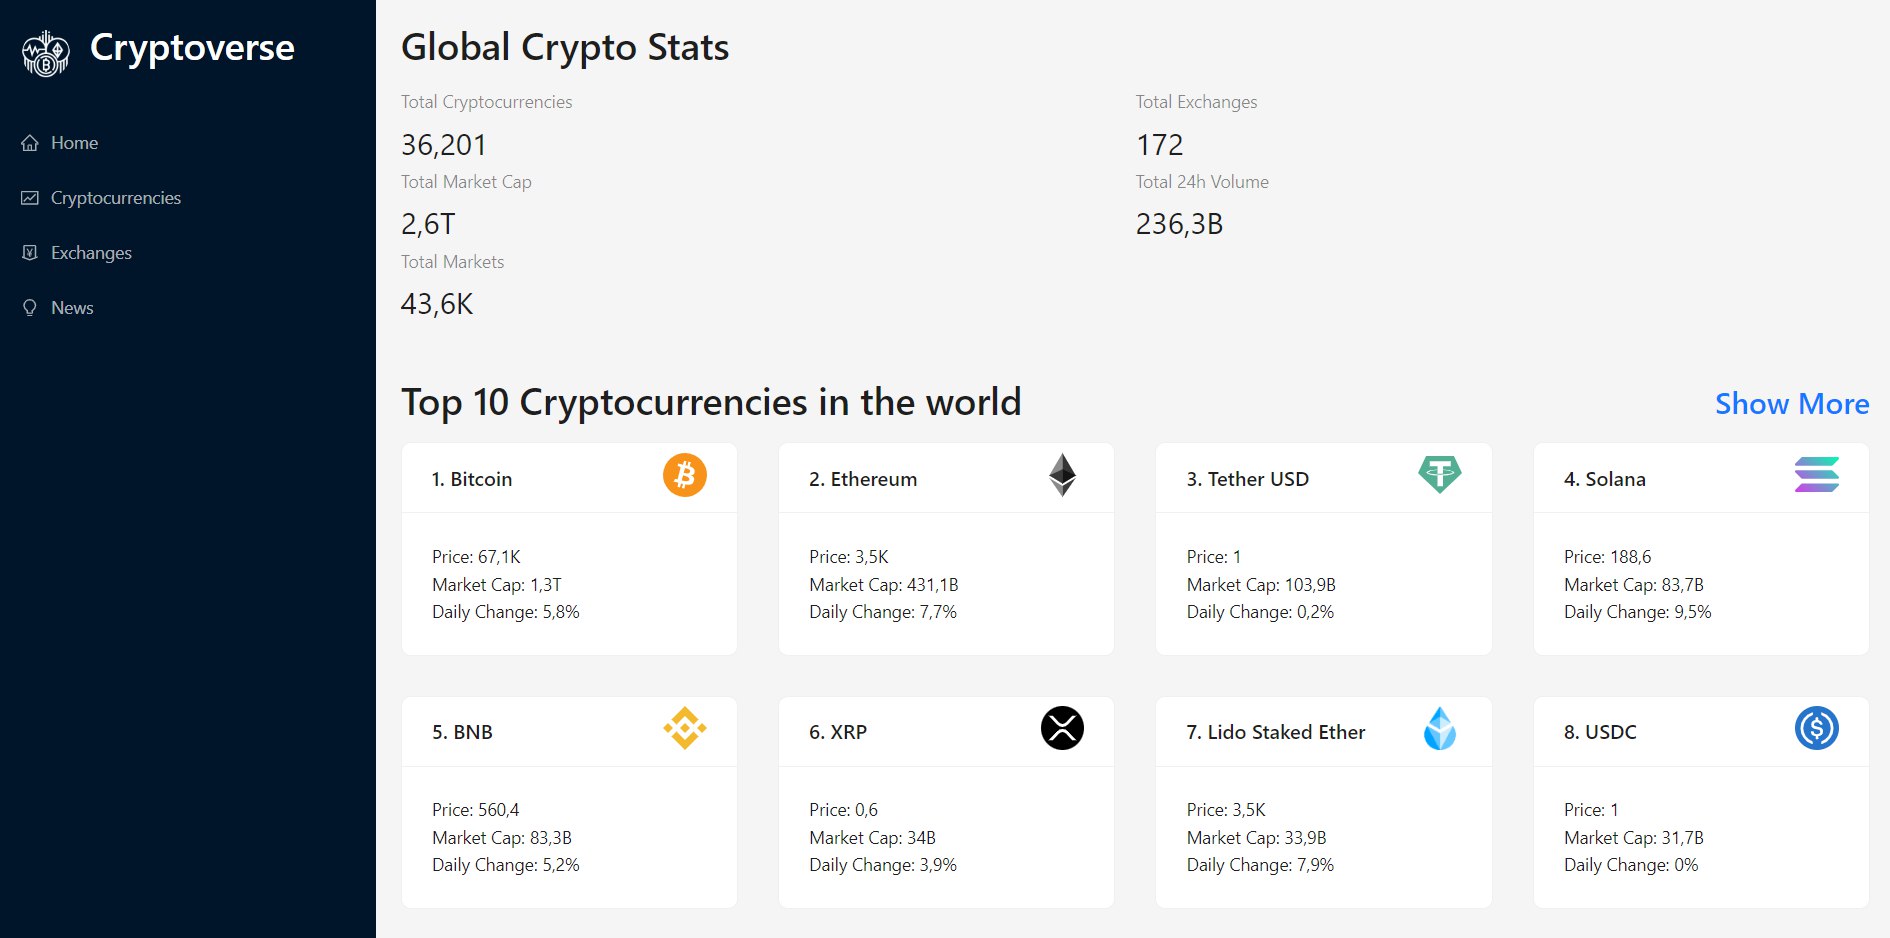 Cryptoverse
Home
Cryptocurrencies
Exchanges
News
Global Crypto Stats
Total Cryptocurrencies
36,201
Total Exchanges
172
Total Market Cap
2,6T
Total 24h Volume
236,3B
Total Markets
43,6K
Top 10 Cryptocurrencies in the world
Show More
1. Bitcoin
Price: 67,1K
Market Cap: 1,3T
Daily Change: 5,8%
2. Ethereum
Price: 3,5K
Market Cap: 431,1B
Daily Change: 7,7%
3. Tether USD
Price: 1
Market Cap: 103,9B
Daily Change: 0,2%
4. Solana
Price: 188,6
Market Cap: 83,7B
Daily Change: 9,5%
5. BNB
Price: 560,4
Market Cap: 83,3B
Daily Change: 5,2%
6. XRP
Price: 0,6
Market Cap: 34B
Daily Change: 3,9%
7. Lido Staked Ether
Price: 3,5K
Market Cap: 33,9B
Daily Change: 7,9%
8. USDC
Price: 1
Market Cap: 31,7B
Daily Change: 0%